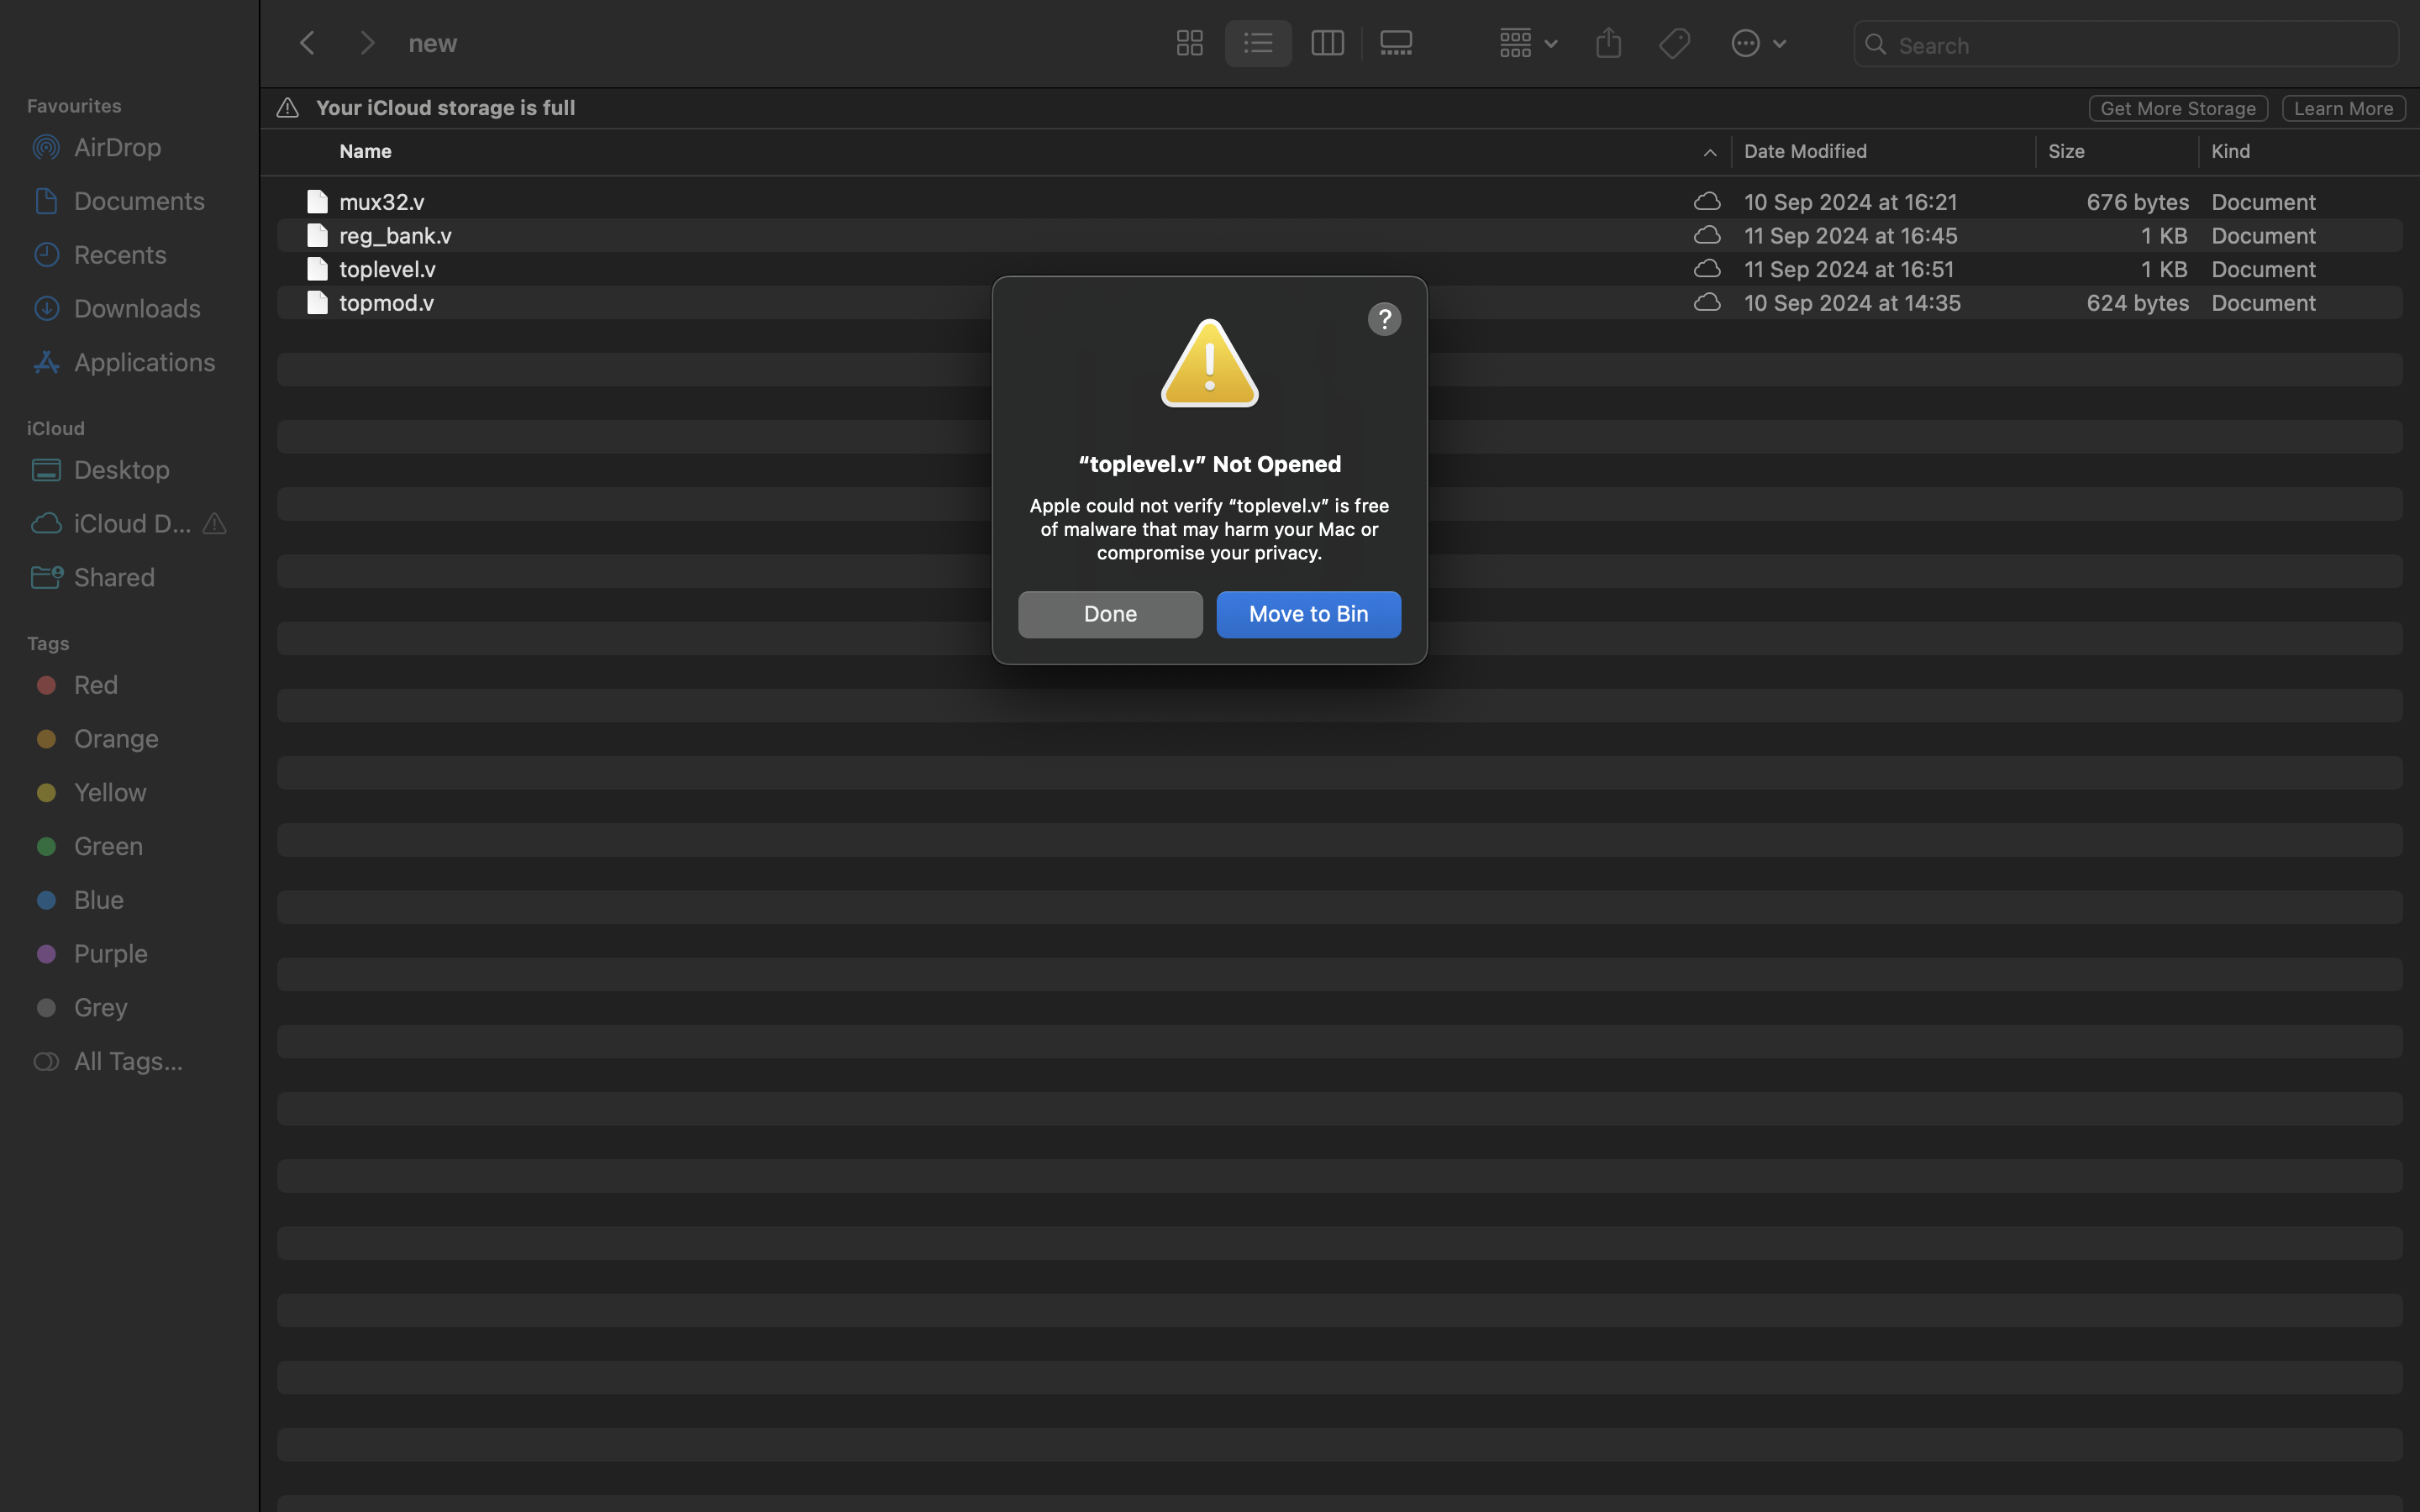 new
Search
Favourites
AirDrop
Documents
Recents
Downloads
Applications
iCloud
Desktop
iCloud D...
Shared
Tags
Red
Orange
Yellow
Green
Blue
Purple
Grey
All Tags...
Your iCloud storage is full
Get More Storage Learn More
Name Date Modified Size Kind
mux32.v 10 Sep 2024 at 16:21 676 bytes Document
reg_bank.v 11 Sep 2024 at 16:45 1 KB Document
toplevel.v 11 Sep 2024 at 16:51 1 KB Document
topmod.v 10 Sep 2024 at 14:35 624 bytes Document
?
“toplevel.v” Not Opened
Apple could not verify “toplevel.v” is free
of malware that may harm your Mac or
compromise your privacy.
Done Move to Bin